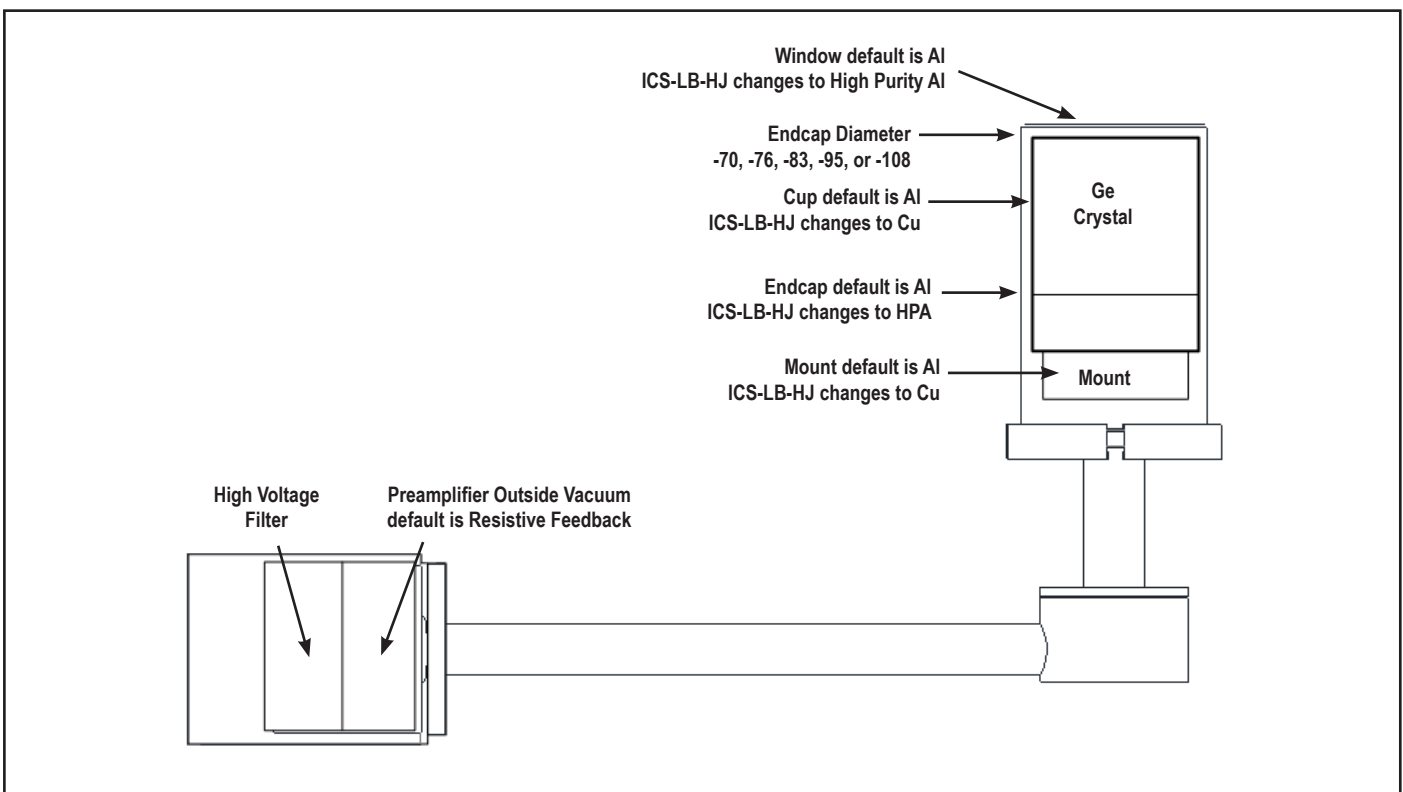 Window default is Al
ICS-LB-HJ changes to High Purity Al
Endcap Diameter
-70, -76, -83, -95, or -108
Cup default is Al
ICS-LB-HJ changes to Cu
Ge
Crystal
Endcap default is Al
ICS-LB-HJ changes to HPA
Mount default is Al
ICS-LB-HJ changes to Cu
Mount
High Voltage
Filter
Preamplifier Outside Vacuum
default is Resistive Feedback